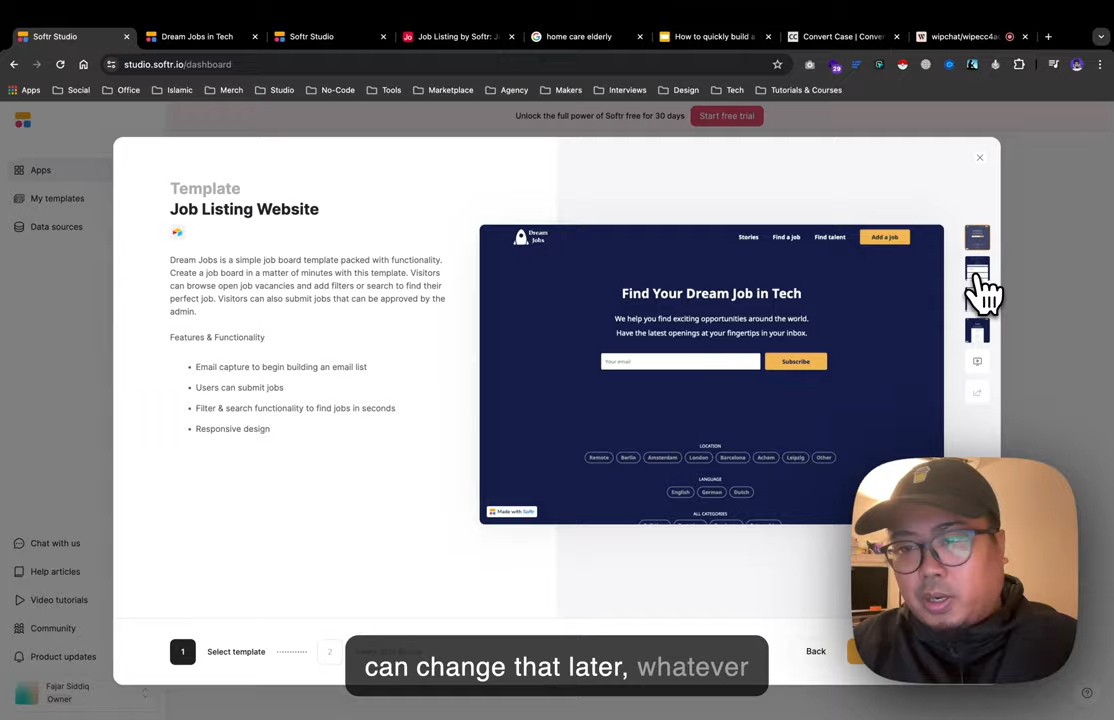 Softr Studio
Dream Jobs in Tech
Softr Studio
Job Listing by Softr: J
home care elderly
How to quickly build a
Convert Case | Conver
wipchat/wipecc4a
studio.softr.io/dashboard
29
Apps
Social
Office
Islamic
Merch
Studio
No-Code
Tools
Marketplace
Agency
Makers
Interviews
Design
Tech
Tutorials & Courses
Unlock the full power of Softr free for 30 days
Start free trial
Apps
My templates
Data sources
Template
Job Listing Website
Dream Jobs is a simple job board template packed with functionality.
Create a job board in a matter of minutes with this template. Visitors
can browse open job vacancies and add filters or search to find their
perfect job. Visitors can also submit jobs that can be approved by the
admin.
Features & Functionality
Email capture to begin building an email list
Users can submit jobs
Filter & search functionality to find jobs in seconds
Responsive design
Dream
Jobs
Stories
Find a job
Find talent
Add a job
Find Your Dream Job in Tech
We help you find exciting opportunities around the world.
Have the latest openings at your fingertips in your inbox.
Your email
Subscribe
LOCATION
Remote
Berlin
Amsterdam
London
Barcelona
Achem
Leipzig
Other
LANGUAGE
English
German
Dutch
ALL CATEGORIES
Made with Softr
Chat with us
Help articles
Video tutorials
Community
Product updates
Fajar Siddiq
Owner
1
Select template
2
Back
can change that later, whatever